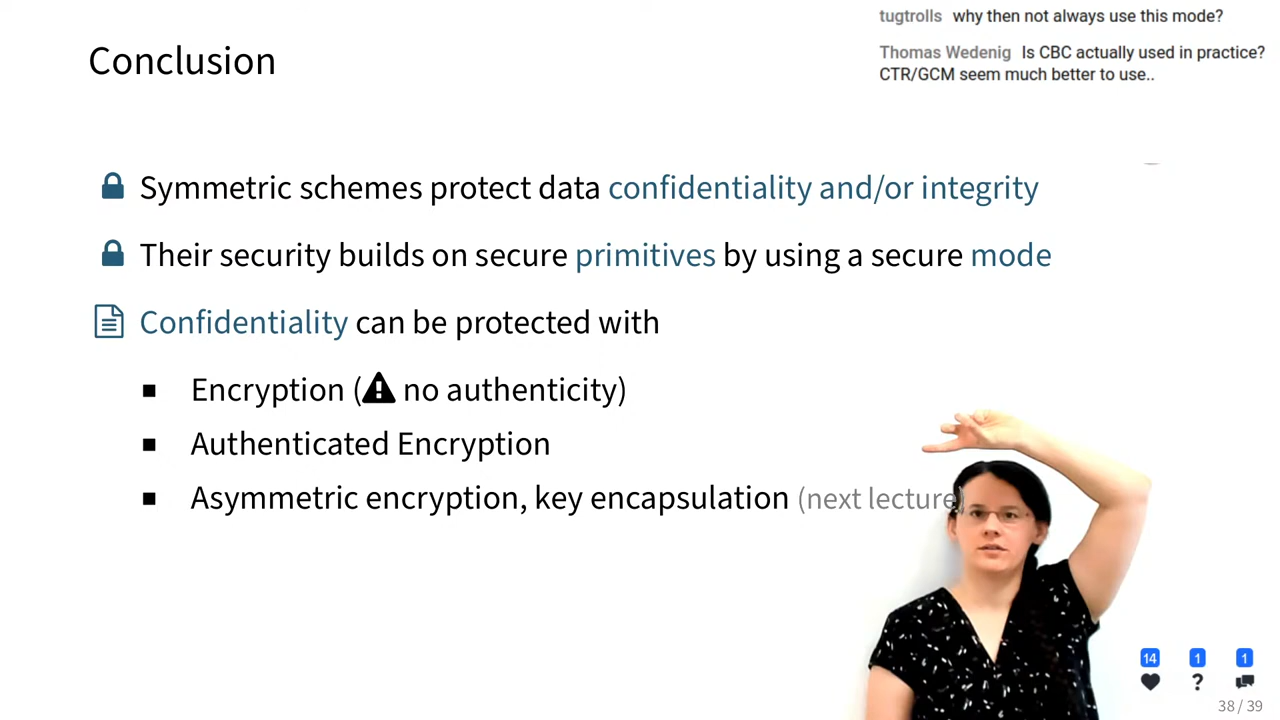 tugtrolls why then not always use this mode?
Thomas Wedenig Is CBC actually used in practice?
CTR/GCM seem much better to use..
Conclusion
Symmetric schemes protect data confidentiality and/or integrity
Their security builds on secure primitives by using a secure mode
Confidentiality can be protected with
Encryption ( no authenticity)
Authenticated Encryption
Asymmetric encryption, key encapsulation (next lecture)
14 1 1
?
38 / 39